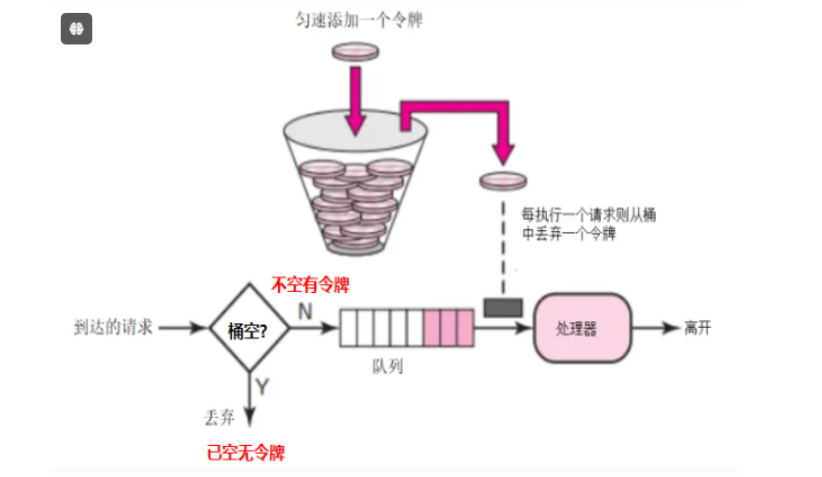 匀速添加一个令牌
每执行一个请求则从桶
中丢弃一个令牌
不空有令牌
到达的请求
桶空?
N
队列
处理器
离开
Y
丢弃
已空无令牌